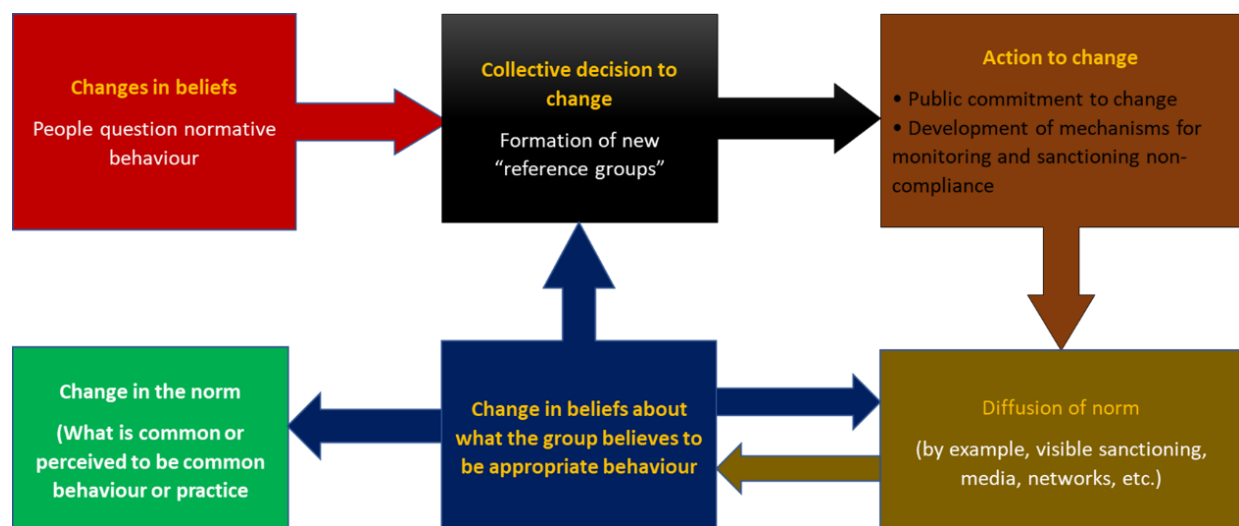 Changes in beliefs
People question normative
behaviour
Collective decision to
change
Formation of new
“reference groups”
Action to change
• Public commitment to change
• Development of mechanisms for
monitoring and sanctioning non-
compliance
Change in the norm
(What is common or
perceived to be common
behaviour or practice
Change in beliefs about
what the group believes to
be appropriate behaviour
Diffusion of norm
(by example, visible sanctioning,
media, networks, etc.)